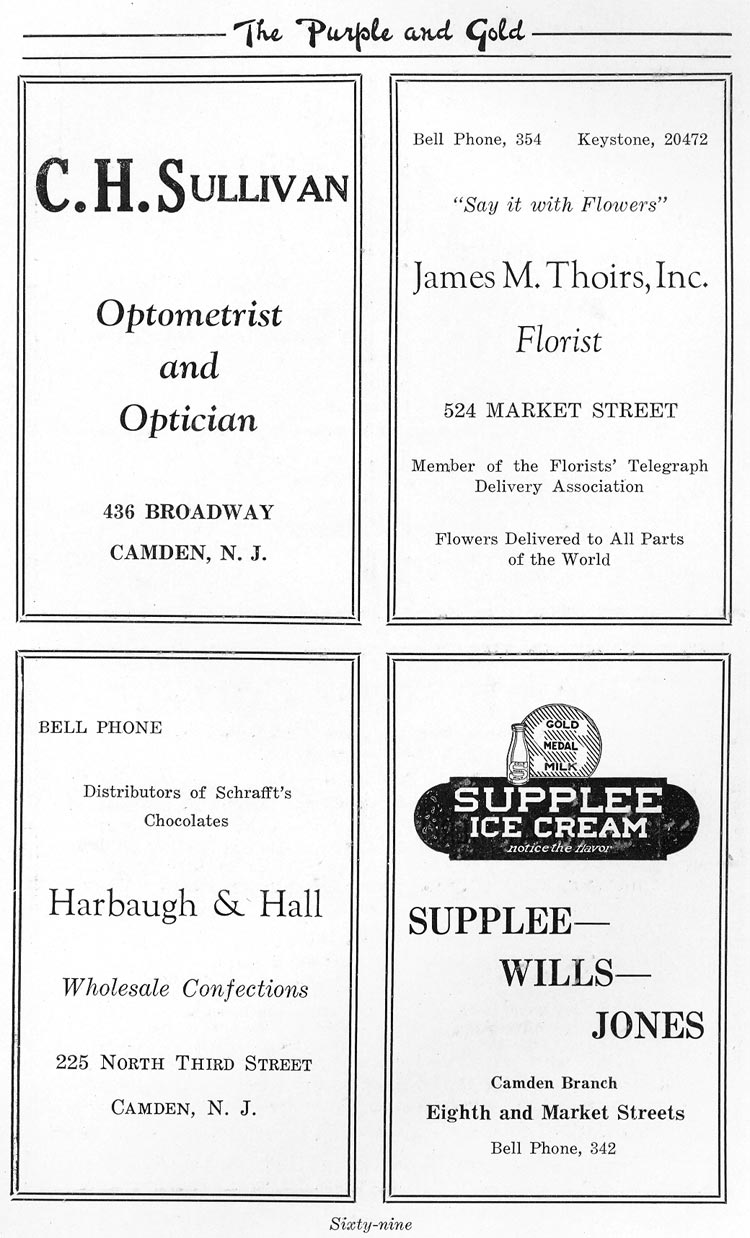 The Purple and Gold
C. H. SULLIVAN
Optometrist
and
Optician
436 BROADWAY
CAMDEN, N. J.
Bell Phone, 354 Keystone, 20472
"Say it with Flowers"
James M. Thoirs, Inc.
Florist
524 MARKET STREET
Member of the Florists' Telegraph
Delivery Association
Flowers Delivered to All Parts
of the World
BELL PHONE
Distributors of Schrafft's
Chocolates
Harbaugh & Hall
Wholesale Confections
225 NORTH THIRD STREET
CAMDEN, N. J.
GOLD
MEDAL
MILK
SUPPLEE
ICE CREAM
notice the flavor
SUPPLEE—
WILLS—
JONES
Camden Branch
Eighth and Market Streets
Bell Phone, 342
Sixty-nine